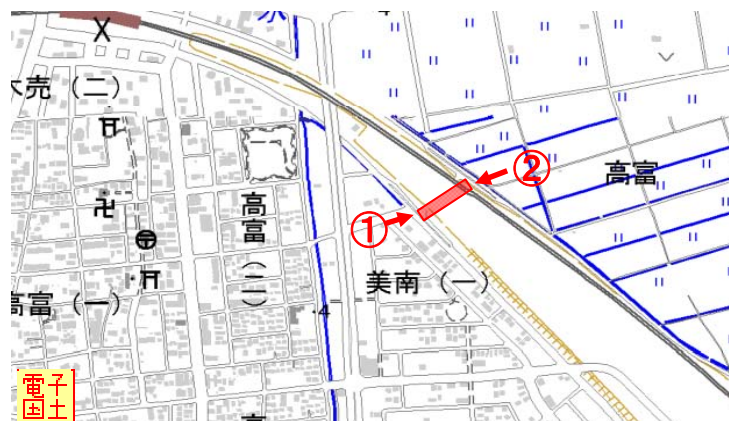 木売（二）
高富
②
①
高富（二）
美南（一）
高富（一）
・4
電子
国土